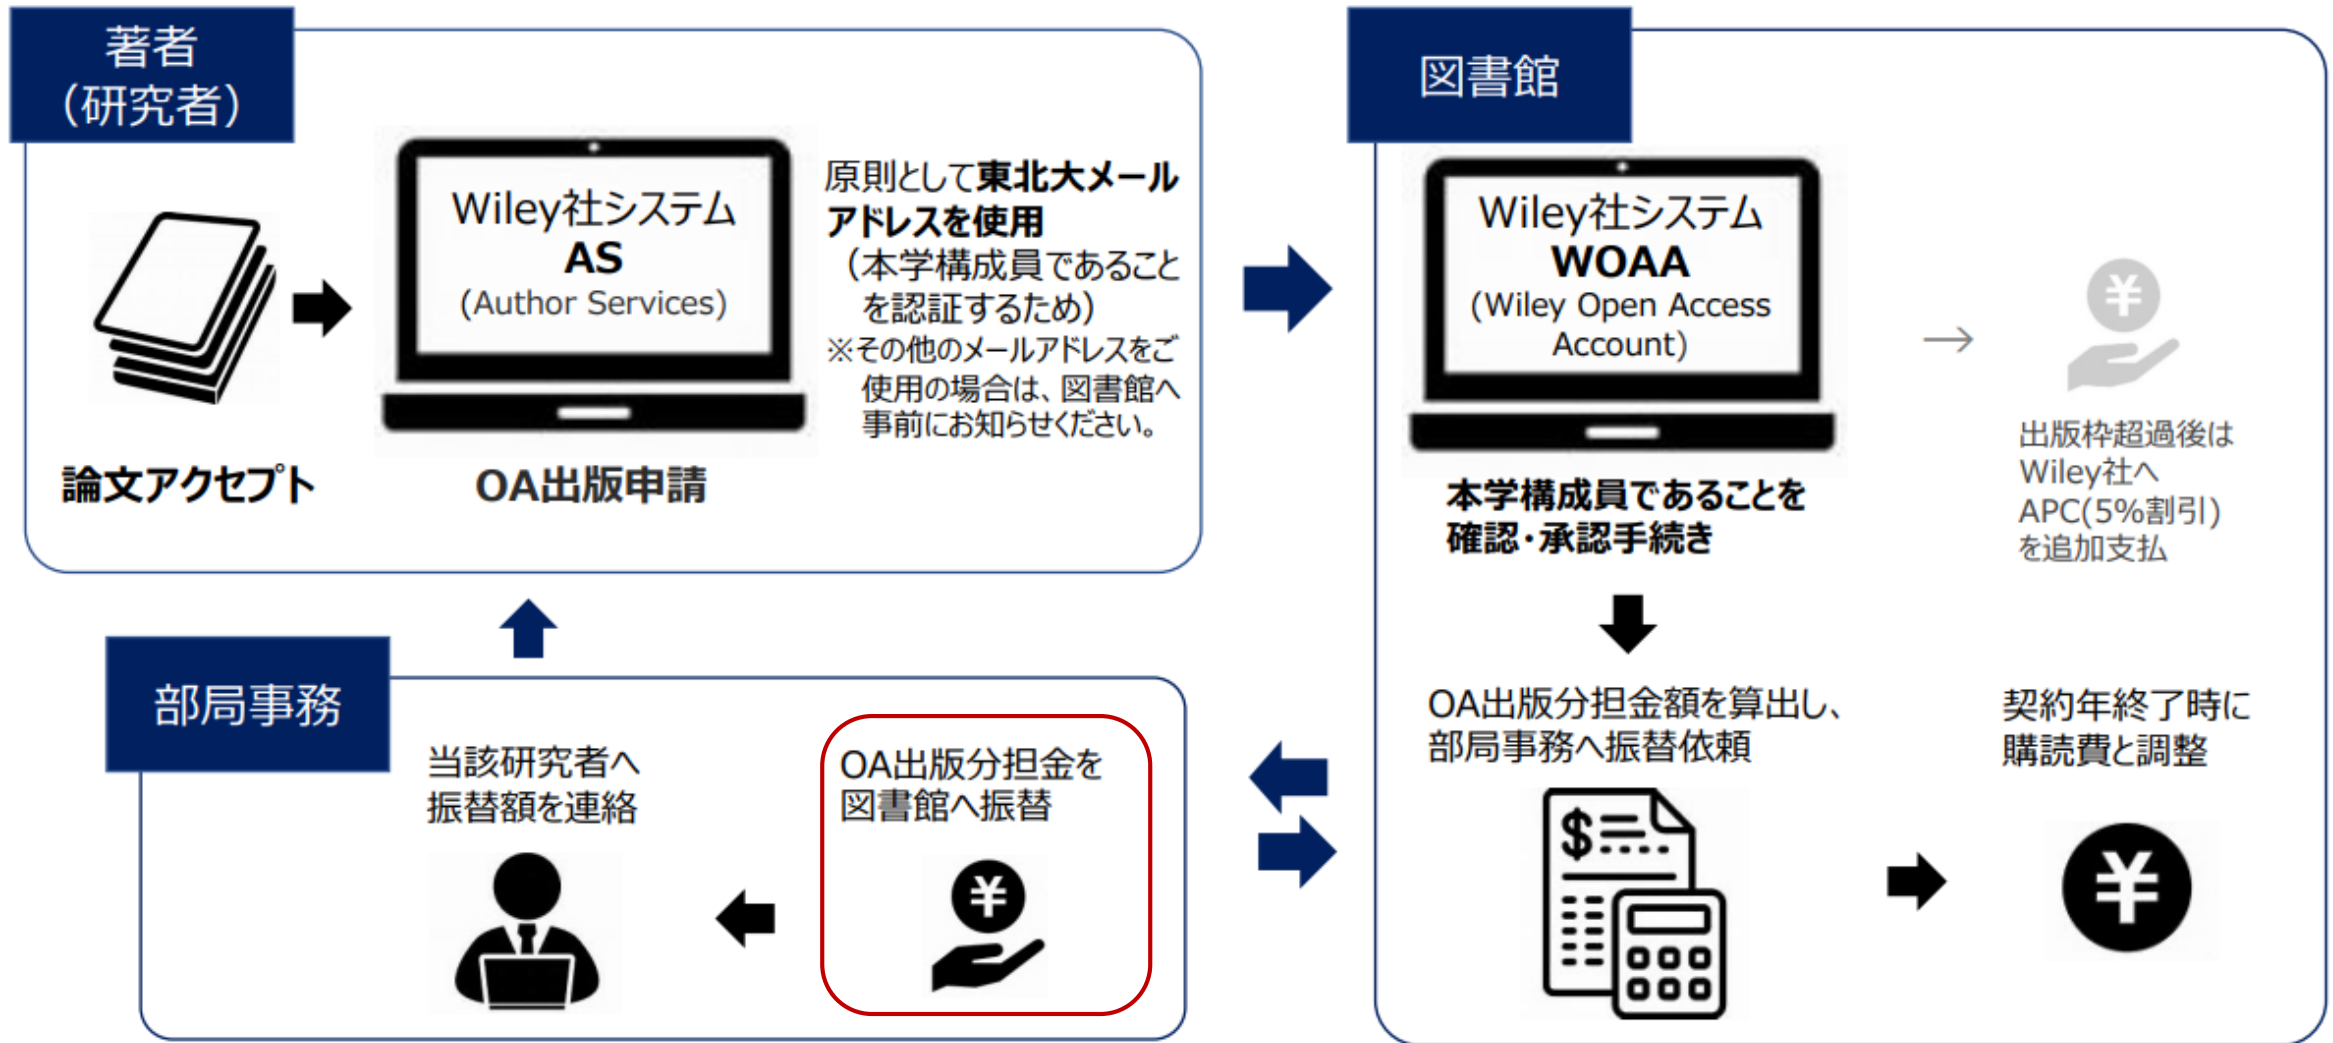 著者
（研究者）
Wiley社システム
AS
(Author Services)
原則として東北大メール
アドレスを使用
（本学構成員であること
を認証するため）
※その他のメールアドレスをご
使用の場合は、図書館へ
事前にお知らせください。
論文アクセプト
OA出版申請
図書館
Wiley社システム
WOAA
(Wiley Open Access
Account)
本学構成員であることを
確認・承認手続き
¥
出版枠超過後は
Wiley社へ
APC(5%割引)
を追加支払
OA出版分担金額を算出し、
部局事務へ振替依頼
$
契約年終了時に
購読費と調整
¥
部局事務
OA出版分担金を
図書館へ振替
¥
当該研究者へ
振替額を連絡